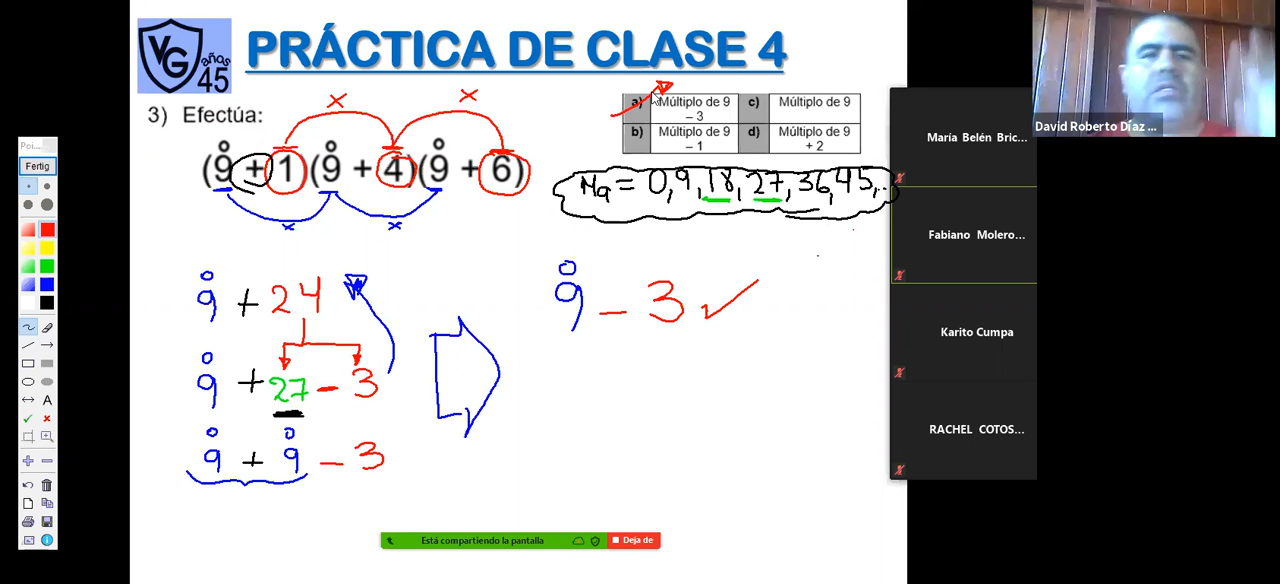 VG
años
45
PRÁCTICA DE CLASE 4
3) Efectúa:
(9̊ + 1)(9̊ + 4)(9̊ + 6)
x x
x x
a) Múltiplo de 9 – 3
c) Múltiplo de 9
b) Múltiplo de 9 – 1
d) Múltiplo de 9 + 2
M9 = 0, 9, 18, 27, 36, 45, ..
9̊ + 24
9̊ + 27 - 3
9̊ + 9̊ - 3
9̊ - 3 ✓
Poi...
Fertig
A
Está compartiendo la pantalla
Deja de
David Roberto Díaz ...
María Belén Bric...
Fabiano Molero...
Karito Cumpa
RACHEL COTOS...